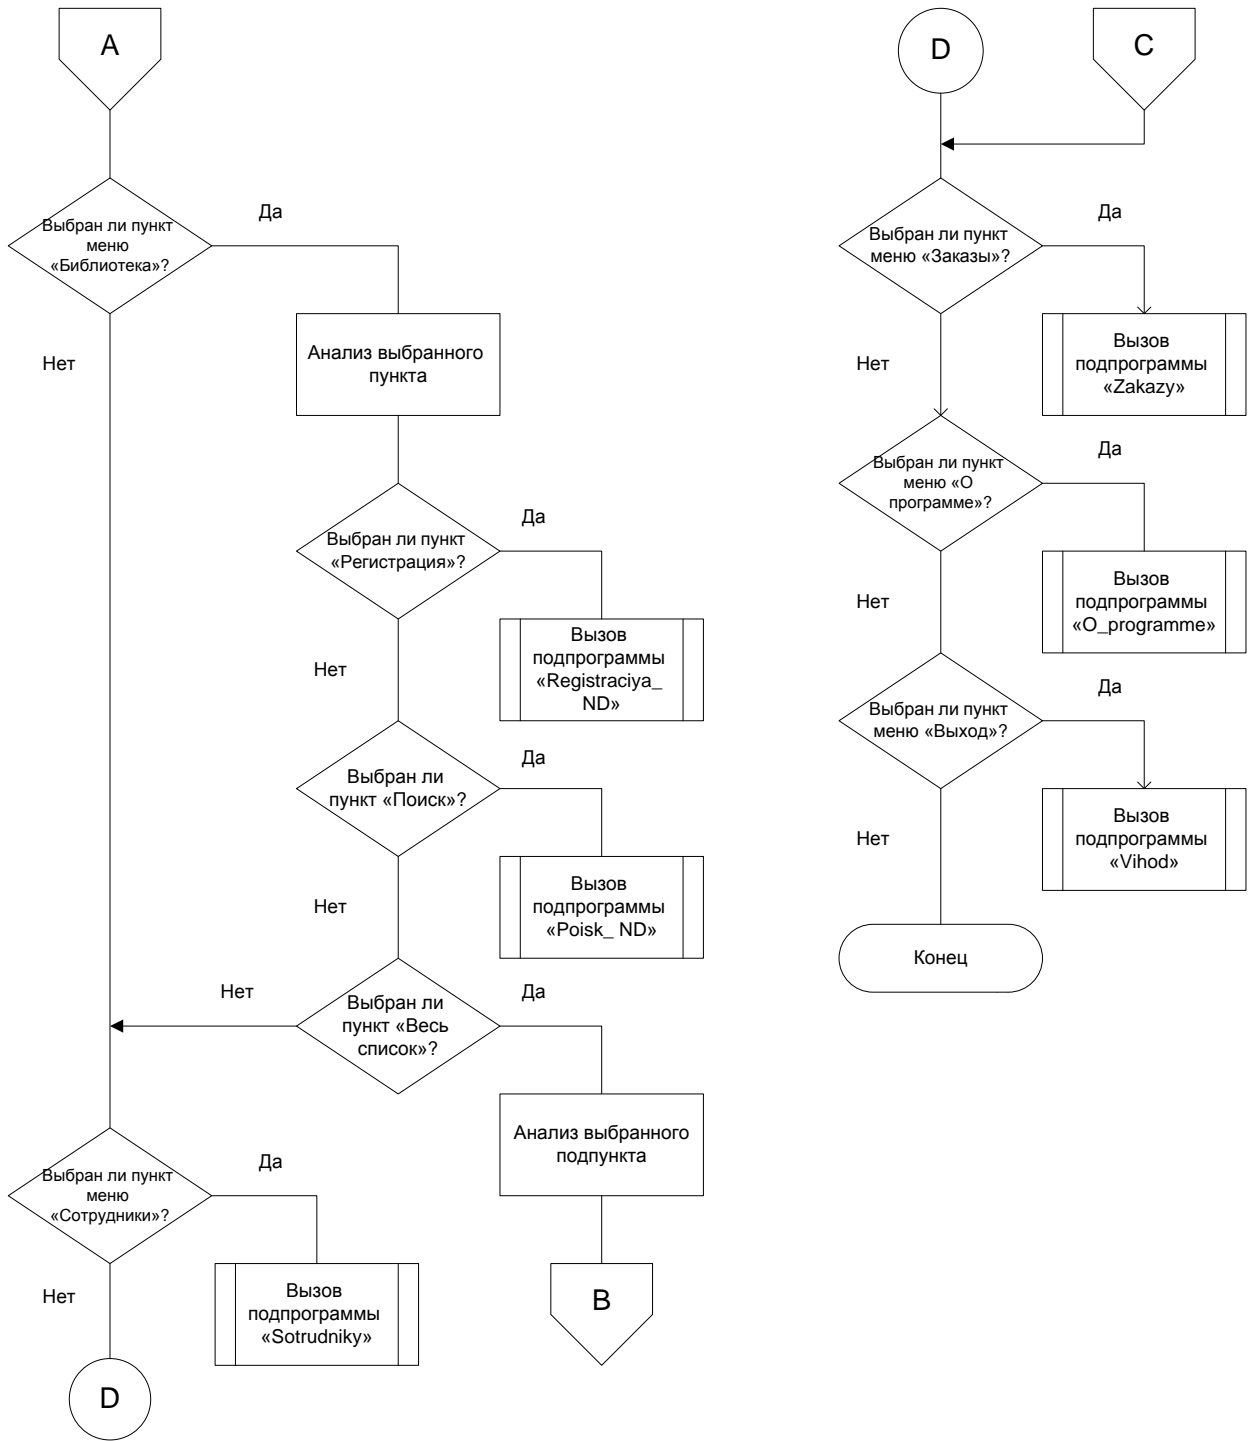 A
Выбран ли пункт
меню
«Библиотека»?
Да
Нет
Анализ выбранного
пункта
Выбран ли пункт
«Регистрация»?
Да
Нет
Вызов
подпрограммы
«Registraciya_
ND»
Выбран ли
пункт «Поиск»?
Да
Нет
Вызов
подпрограммы
«Poisk_ ND»
Выбран ли
пункт «Весь
список»?
Нет
Да
Анализ выбранного
подпункта
B
Выбран ли пункт
меню
«Сотрудники»?
Да
Нет
Вызов
подпрограммы
«Sotrudniky»
D
D
C
Выбран ли пункт
меню «Заказы»?
Да
Нет
Вызов
подпрограммы
«Zakazy»
Выбран ли пункт
меню «О
программе»?
Да
Нет
Вызов
подпрограммы
«O_programme»
Выбран ли пункт
меню «Выход»?
Да
Нет
Вызов
подпрограммы
«Vihod»
Конец